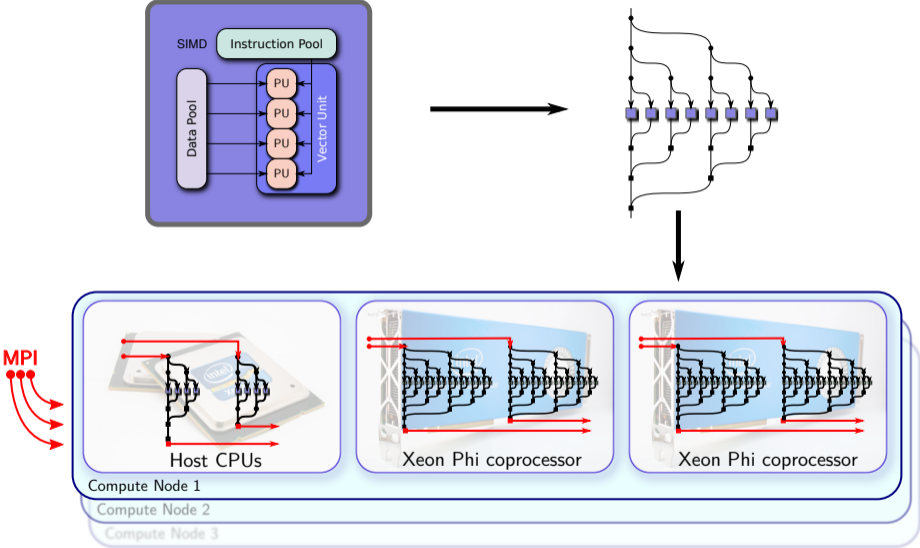 SIMD
Instruction Pool
Data Pool
PU
PU
PU
PU
Vector Unit
MPI
intel
Host CPUs
Xeon Phi coprocessor
Xeon Phi coprocessor
Compute Node 1
Compute Node 2
Compute Node 3